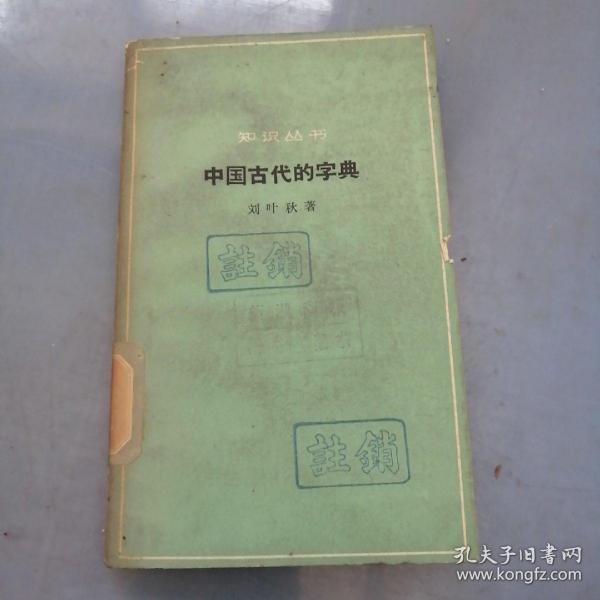 知识丛书
中国古代的字典
刘叶秋著
註銷
註銷
孔夫子旧书网
www.kongfz.com